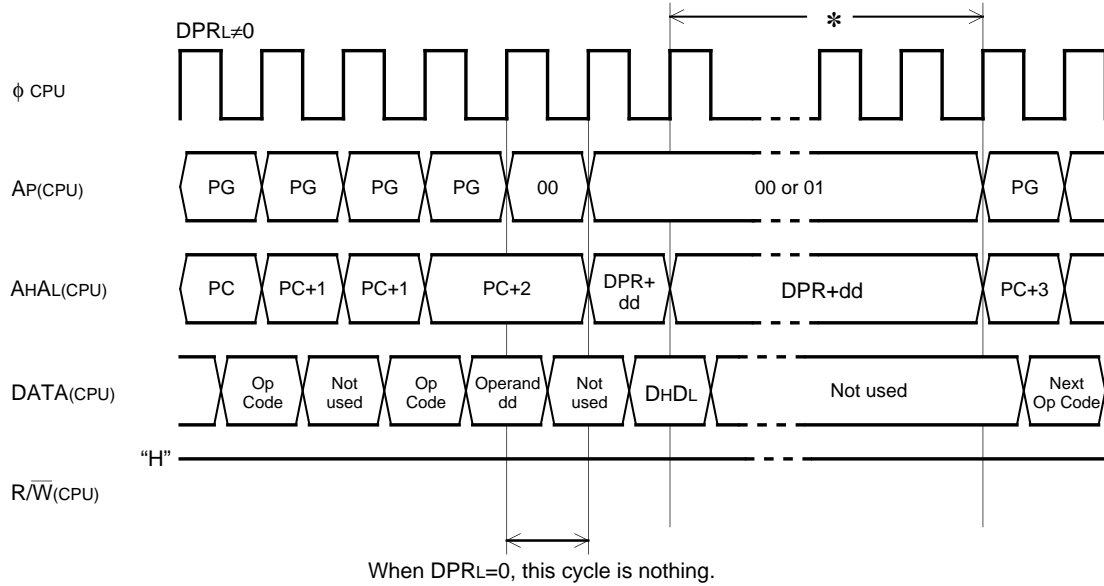 DPRL≠0
*
ϕ CPU
AP(CPU)
PG
PG
PG
PG
00
00 or 01
PG
AHAL(CPU)
PC
PC+1
PC+1
PC+2
DPR+
dd
DPR+dd
PC+3
DATA(CPU)
Op
Code
Not
used
Op
Code
Operand
dd
Not
used
DHDL
Not used
Next
Op Code
“H”
R/W̅(CPU)
When DPRL=0, this cycle is nothing.